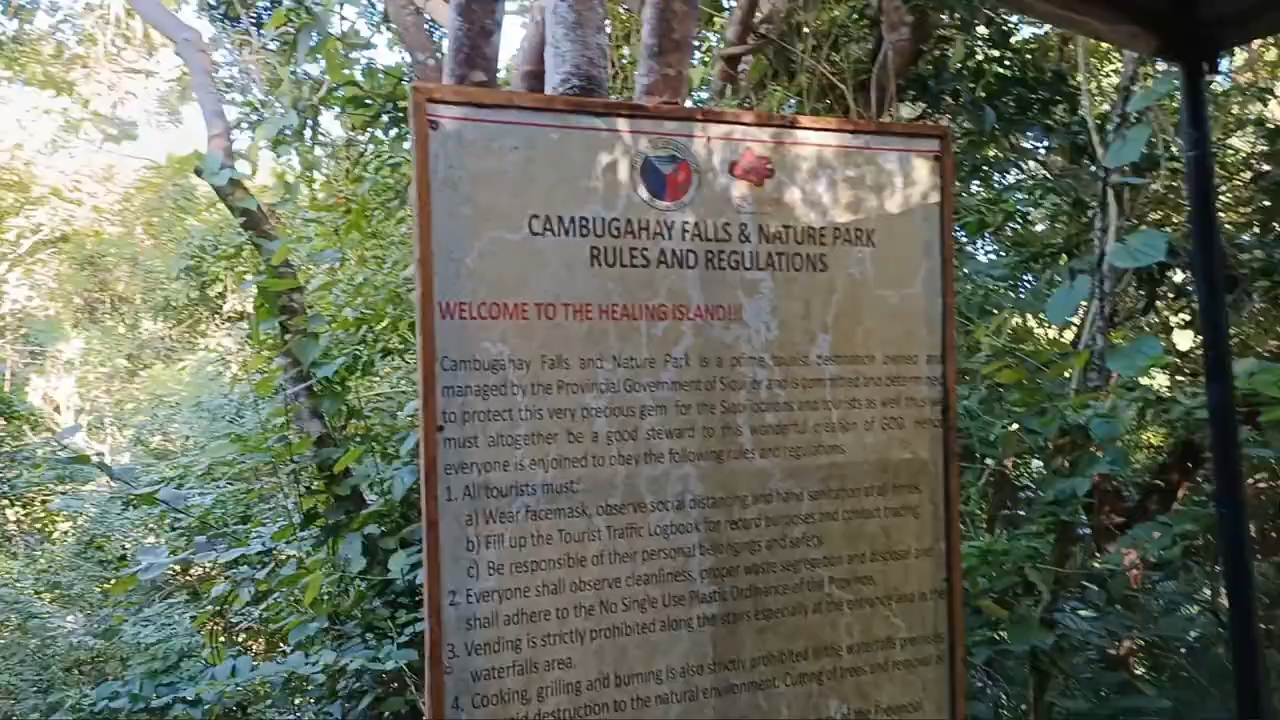 CAMBUGAHAY FALLS & NATURE PARK
RULES AND REGULATIONS
WELCOME TO THE HEALING ISLAND!!!
Cambugahay Falls and Nature Park is a prime tourist destination owned and
managed by the Provincial Government of Siquijor and is committed and determined
to protect this very precious gem for the Siquijodnons and tourists as well thus we
must altogether be a good steward to this wonderful creation of GOD. Hence
everyone is enjoined to obey the following rules and regulations.
1. All tourists must:
a) Wear facemask, observe social distancing and hand sanitation at all times.
b) Fill up the Tourist Traffic Logbook for record purposes and contact tracing.
c) Be responsible of their personal belongings and safety.
2. Everyone shall observe cleanliness, proper waste segregation and disposal and
shall adhere to the No Single Use Plastic Ordinance of the Province.
3. Vending is strictly prohibited along the stairs especially at the entrance and in the
waterfalls area.
4. Cooking, grilling and burning is also strictly prohibited in the waterfalls premises
destruction to the natural environment. Cutting of trees and removal of
of the Provincial